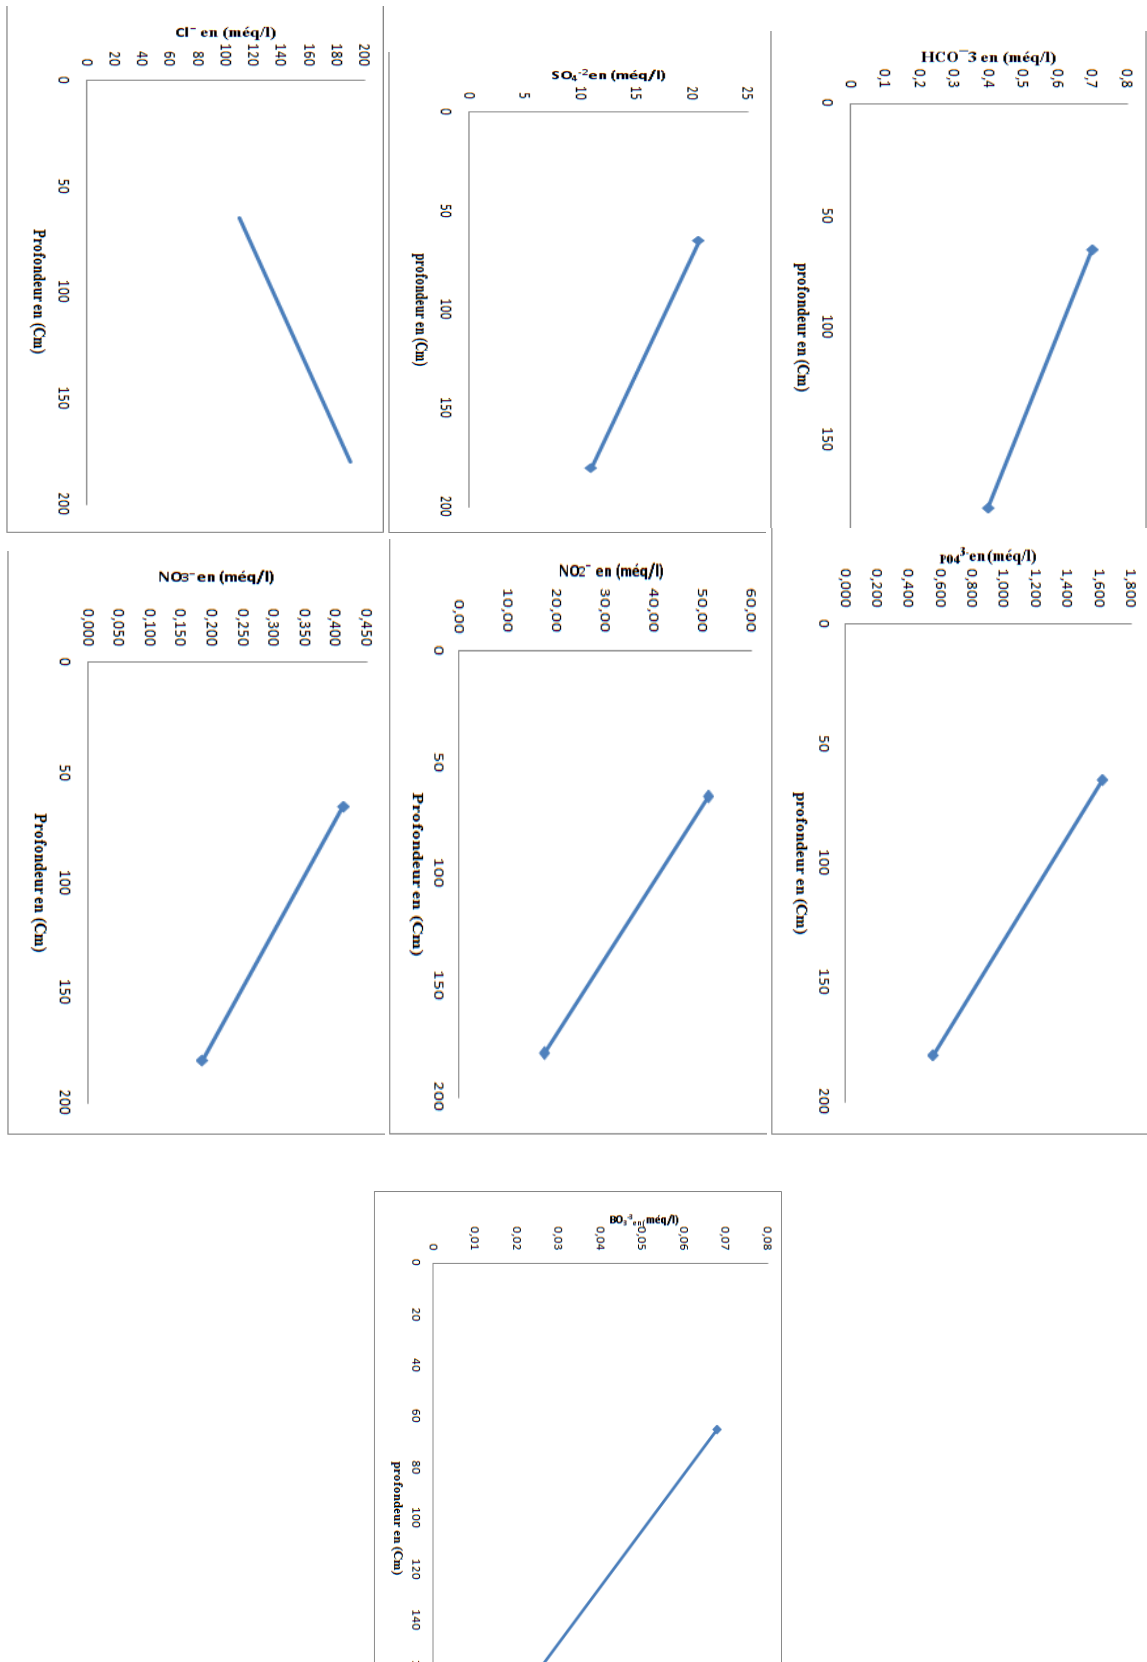 Cl⁻ en (méq/l)
0 20 40 60 80 100 120 140 160 180 200
0 50 100 150 200
Profondeur en (Cm)
SO₄⁻²en (méq/l)
0 5 10 15 20 25
0 50 100 150 200
profondeur en (Cm)
HCO⁻3 en (méq/l)
0 0,1 0,2 0,3 0,4 0,5 0,6 0,7 0,8
0 50 100 150
profondeur en (Cm)
NO3⁻ en (méq/l)
0,000 0,050 0,100 0,150 0,200 0,250 0,300 0,350 0,400 0,450
0 50 100 150 200
Profondeur en (Cm)
NO2⁻ en (méq/l)
0,00 10,00 20,00 30,00 40,00 50,00 60,00
0 50 100 150 200
Profondeur en (Cm)
PO4³⁻en (méq/l)
0,000 0,200 0,400 0,600 0,800 1,000 1,200 1,400 1,600 1,800
0 50 100 150 200
profondeur en (Cm)
BO₃⁻³en(méq/l)
0 0,01 0,02 0,03 0,04 0,05 0,06 0,07 0,08
0 20 40 60 80 100 120 140
profondeur en (Cm)